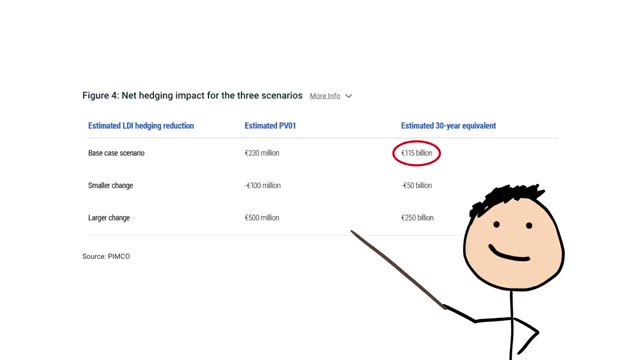 Figure 4: Net hedging impact for the three scenarios More Info
Estimated LDI hedging reduction Estimated PV01 Estimated 30-year equivalent
Base case scenario €230 million €115 billion
Smaller change -€100 million -€50 billion
Larger change €500 million €250 billion
Source: PIMCO